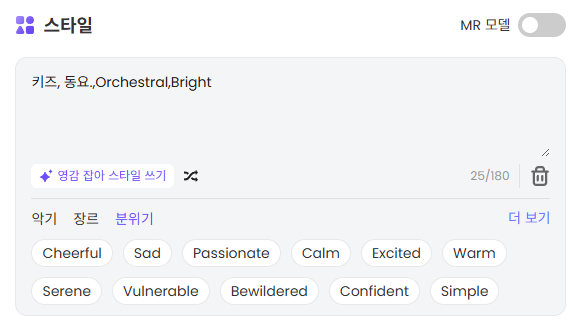 스타일 MR 모델
키즈, 동요.,Orchestral,Bright
영감 잡아 스타일 쓰기 25/180
악기 장르 분위기 더 보기
Cheerful Sad Passionate Calm Excited Warm
Serene Vulnerable Bewildered Confident Simple